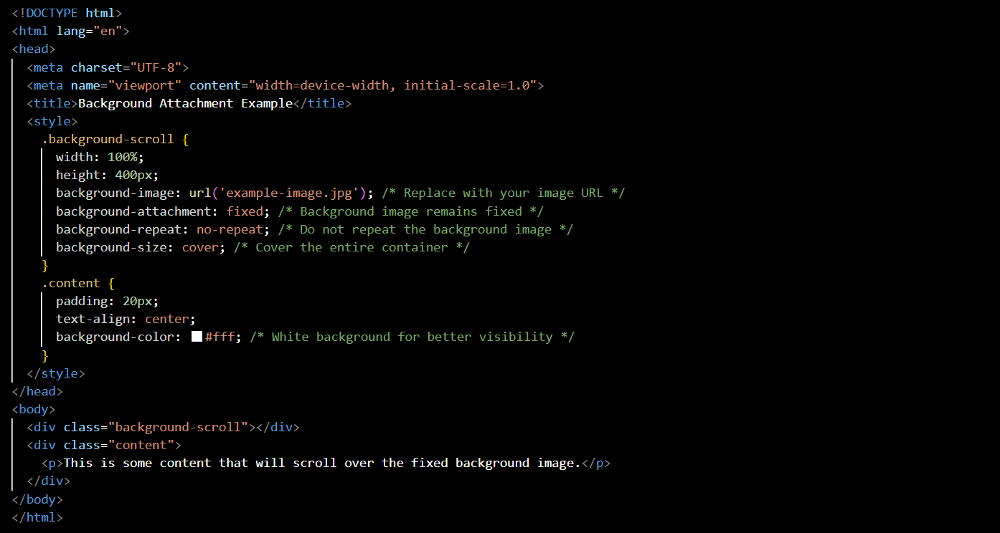 <!DOCTYPE html>
<html lang="en">
<head>
  <meta charset="UTF-8">
  <meta name="viewport" content="width=device-width, initial-scale=1.0">
  <title>Background Attachment Example</title>
  <style>
    .background-scroll {
      width: 100%;
      height: 400px;
      background-image: url('example-image.jpg'); /* Replace with your image URL */
      background-attachment: fixed; /* Background image remains fixed */
      background-repeat: no-repeat; /* Do not repeat the background image */
      background-size: cover; /* Cover the entire container */
    }
    .content {
      padding: 20px;
      text-align: center;
      background-color: #fff; /* White background for better visibility */
    }
  </style>
</head>
<body>
  <div class="background-scroll"></div>
  <div class="content">
    <p>This is some content that will scroll over the fixed background image.</p>
  </div>
</body>
</html>